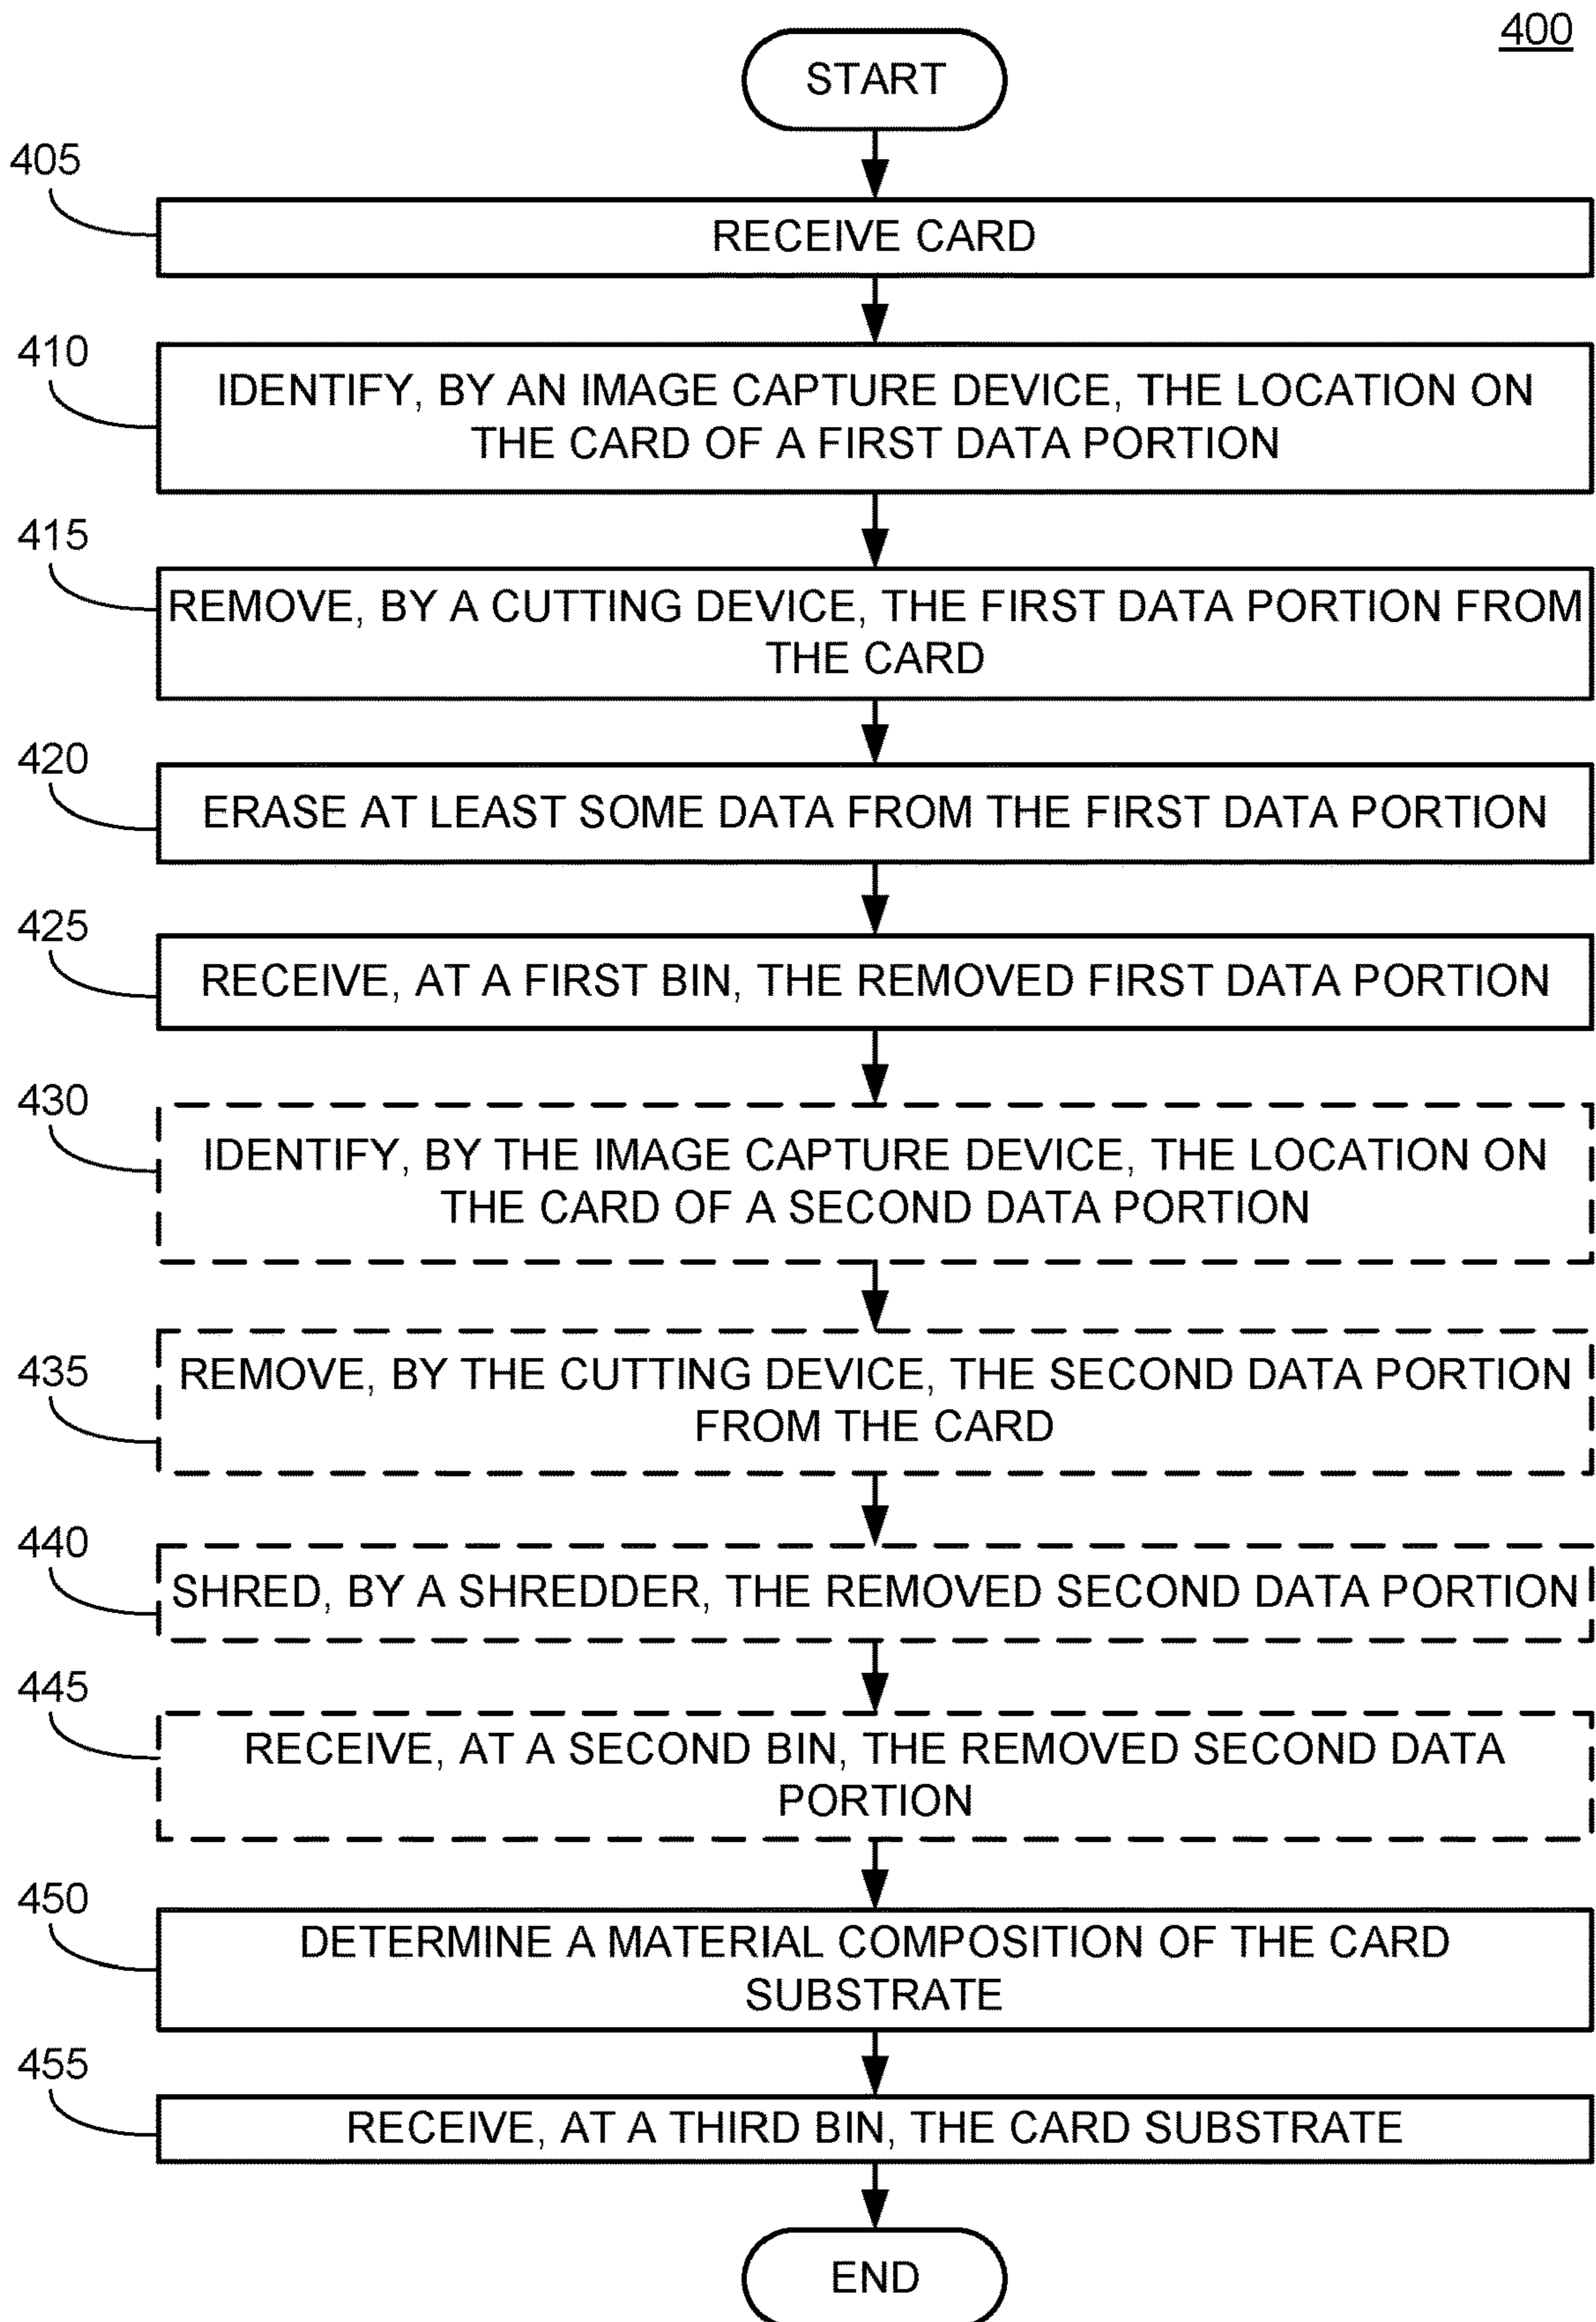 400
START
405
RECEIVE CARD
410
IDENTIFY, BY AN IMAGE CAPTURE DEVICE, THE LOCATION ON
THE CARD OF A FIRST DATA PORTION
415
REMOVE, BY A CUTTING DEVICE, THE FIRST DATA PORTION FROM
THE CARD
420
ERASE AT LEAST SOME DATA FROM THE FIRST DATA PORTION
425
RECEIVE, AT A FIRST BIN, THE REMOVED FIRST DATA PORTION
430
IDENTIFY, BY THE IMAGE CAPTURE DEVICE, THE LOCATION ON
THE CARD OF A SECOND DATA PORTION
435
REMOVE, BY THE CUTTING DEVICE, THE SECOND DATA PORTION
FROM THE CARD
440
SHRED, BY A SHREDDER, THE REMOVED SECOND DATA PORTION
445
RECEIVE, AT A SECOND BIN, THE REMOVED SECOND DATA
PORTION
450
DETERMINE A MATERIAL COMPOSITION OF THE CARD
SUBSTRATE
455
RECEIVE, AT A THIRD BIN, THE CARD SUBSTRATE
END